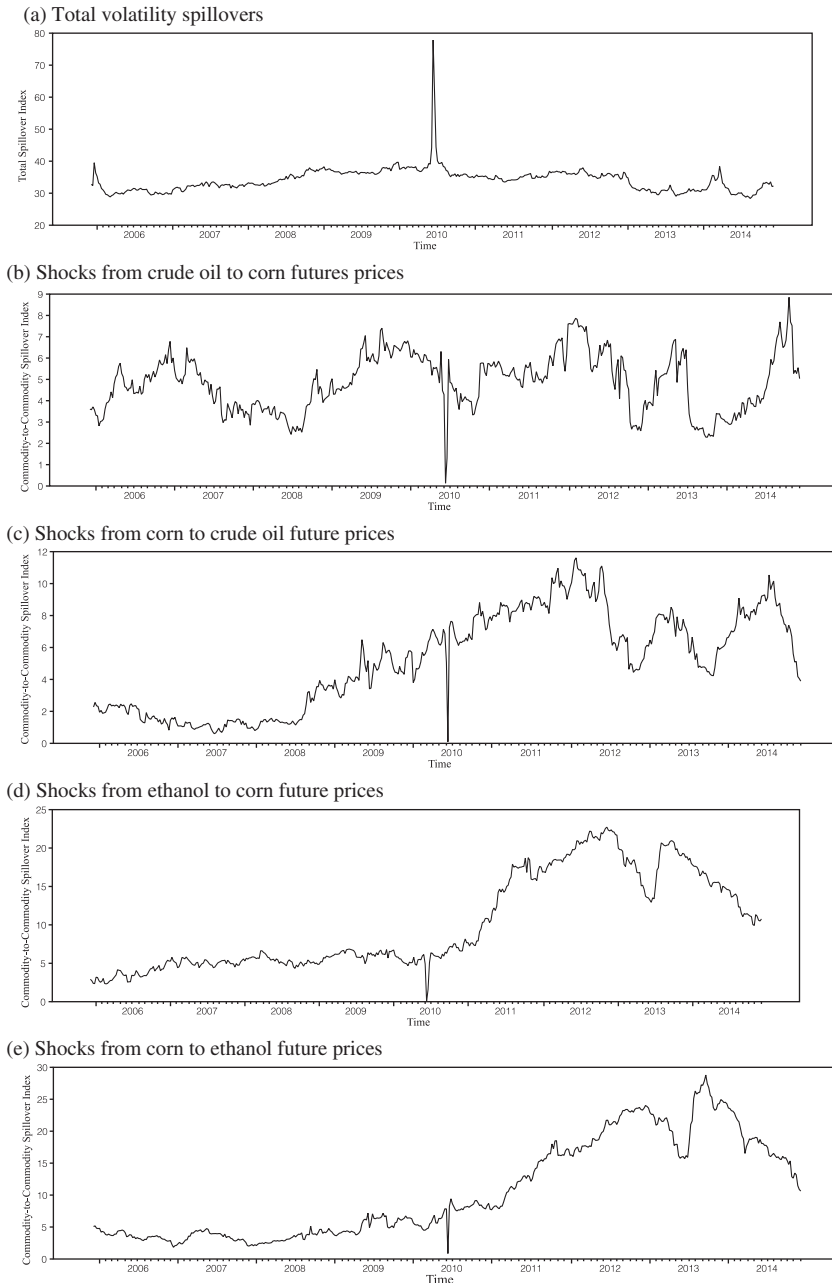 (a) Total volatility spillovers
80
70
60
50
40
30
20
Total Spillover Index
2006 2007 2008 2009 2010 2011 2012 2013 2014
Time
(b) Shocks from crude oil to corn futures prices
9
8
7
6
5
4
3
2
1
0
Commodity-to-Commodity Spillover Index
2006 2007 2008 2009 2010 2011 2012 2013 2014
Time
(c) Shocks from corn to crude oil future prices
12
10
8
6
4
2
0
Commodity-to-Commodity Spillover Index
2006 2007 2008 2009 2010 2011 2012 2013 2014
Time
(d) Shocks from ethanol to corn future prices
25
20
15
10
5
0
Commodity-to-Commodity Spillover Index
2006 2007 2008 2009 2010 2011 2012 2013 2014
Time
(e) Shocks from corn to ethanol future prices
30
25
20
15
10
5
0
Commodity-to-Commodity Spillover Index
2006 2007 2008 2009 2010 2011 2012 2013 2014
Time